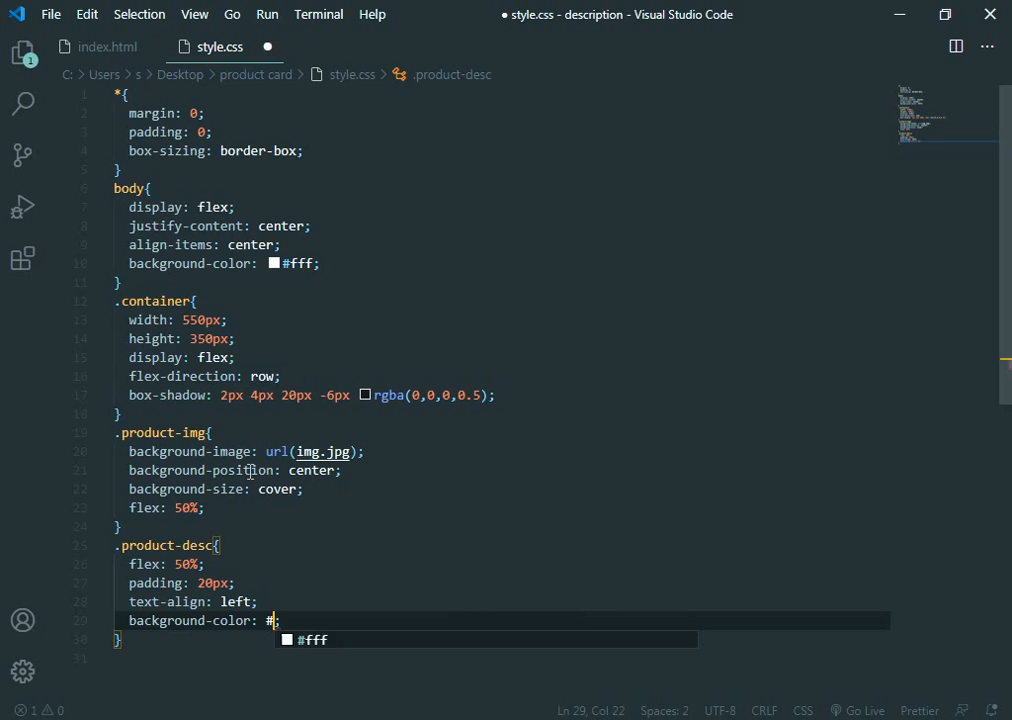 File Edit Selection View Go Run Terminal Help ● style.css - description - Visual Studio Code
index.html style.css ●
C: > Users > s > Desktop > product card > style.css > .product-desc
1 *{
2 margin: 0;
3 padding: 0;
4 box-sizing: border-box;
5 }
6 body{
7 display: flex;
8 justify-content: center;
9 align-items: center;
10 background-color: #fff;
11 }
12 .container{
13 width: 550px;
14 height: 350px;
15 display: flex;
16 flex-direction: row;
17 box-shadow: 2px 4px 20px -6px rgba(0,0,0,0.5);
18 }
19 .product-img{
20 background-image: url(img.jpg);
21 background-position: center;
22 background-size: cover;
23 flex: 50%;
24 }
25 .product-desc{
26 flex: 50%;
27 padding: 20px;
28 text-align: left;
29 background-color: #;
30 }
#fff
31
1 0 Ln 29, Col 22 Spaces: 2 UTF-8 CRLF CSS Go Live Prettier
1